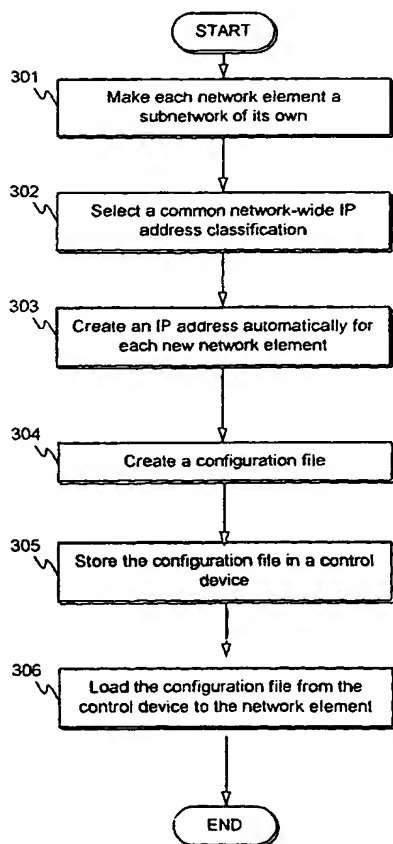 START
301
Make each network element a
subnetwork of its own
302
Select a common network-wide IP
address classification
303
Create an IP address automatically for
each new network element
304
Create a configuration file
305
Store the configuration file in a control
device
306
Load the configuration file from the
control device to the network element
END